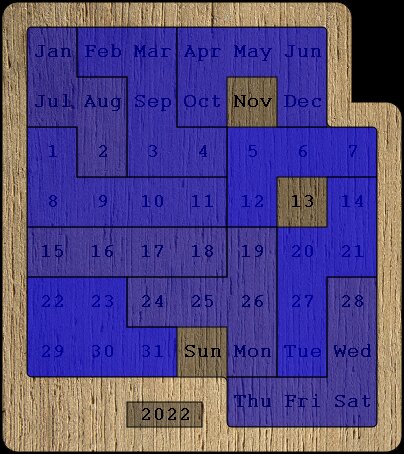 Jan Feb Mar Apr May Jun
Jul Aug Sep Oct Nov Dec
1 2 3 4 5 6 7
8 9 10 11 12 13 14
15 16 17 18 19 20 21
22 23 24 25 26 27 28
29 30 31 Sun Mon Tue Wed
Thu Fri Sat
2022